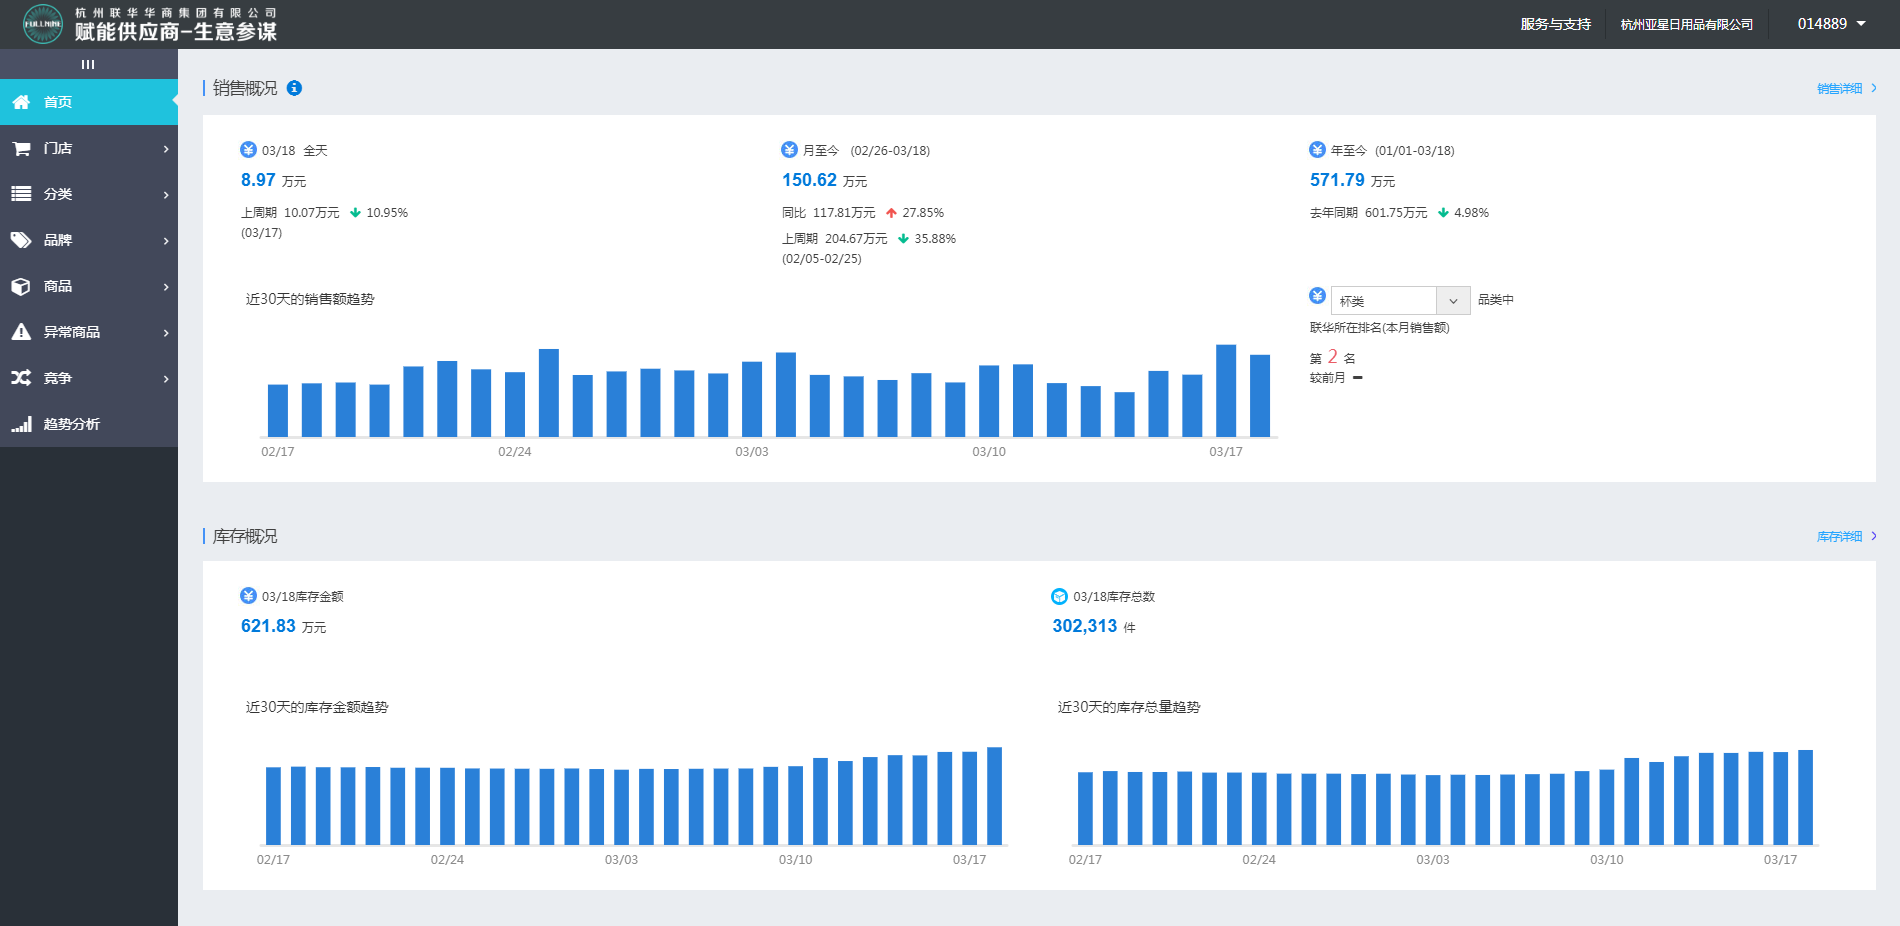 杭州联华华商集团有限公司
FULLMINE
赋能供应商-生意参谋
服务与支持
杭州亚星日用品有限公司
014889
首页
门店
分类
品牌
商品
异常商品
竞争
趋势分析
销售概况
销售详细
03/18 全天
8.97 万元
上周期 10.07万元 10.95%
(03/17)
月至今 (02/26-03/18)
150.62 万元
同比 117.81万元 27.85%
上周期 204.67万元 35.88%
(02/05-02/25)
年至今 (01/01-03/18)
571.79 万元
去年同期 601.75万元 4.98%
近30天的销售额趋势
02/17 02/24 03/03 03/10 03/17
杯类 品类中
联华所在排名(本月销售额)
第 2 名
较前月
库存概况
库存详细
03/18库存金额
621.83 万元
03/18库存总数
302,313 件
近30天的库存金额趋势
02/17 02/24 03/03 03/10 03/17
近30天的库存总量趋势
02/17 02/24 03/03 03/10 03/17